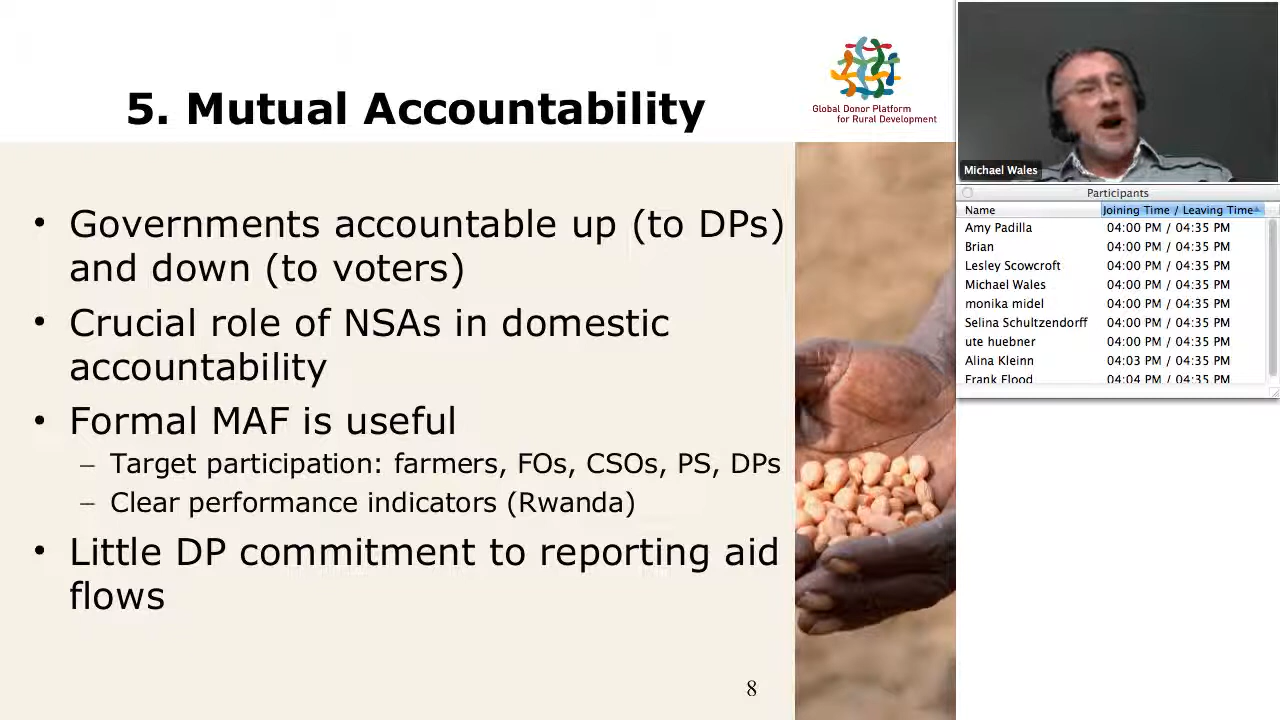 5. Mutual Accountability
Global Donor Platform
for Rural Development
• Governments accountable up (to DPs)
and down (to voters)
• Crucial role of NSAs in domestic
accountability
• Formal MAF is useful
– Target participation: farmers, FOs, CSOs, PS, DPs
– Clear performance indicators (Rwanda)
• Little DP commitment to reporting aid
flows
8
Michael Wales
Participants
Name Joining Time / Leaving Time
Amy Padilla 04:00 PM / 04:35 PM
Brian 04:00 PM / 04:35 PM
Lesley Scowcroft 04:00 PM / 04:35 PM
Michael Wales 04:00 PM / 04:35 PM
monika midel 04:00 PM / 04:35 PM
Selina Schultzendorff 04:00 PM / 04:35 PM
ute huebner 04:00 PM / 04:35 PM
Alina Kleinn 04:03 PM / 04:35 PM
Frank Flood 04:04 PM / 04:35 PM